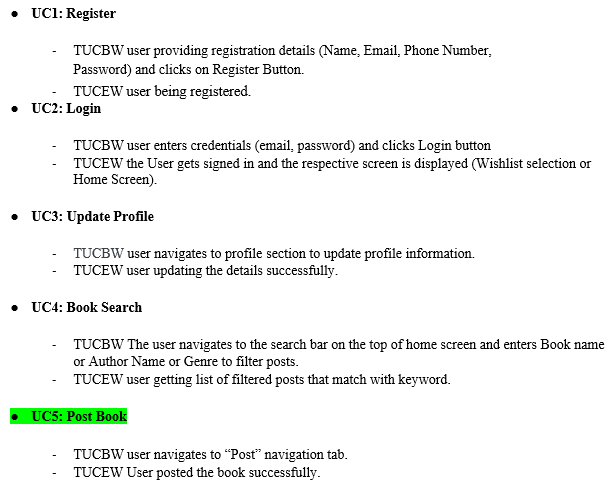 ● UC1: Register
- TUCBW user providing registration details (Name, Email, Phone Number,
Password) and clicks on Register Button.
- TUCEW user being registered.
● UC2: Login
- TUCBW user enters credentials (email, password) and clicks Login button
- TUCEW the User gets signed in and the respective screen is displayed (Wishlist selection or
Home Screen).
● UC3: Update Profile
- TUCBW user navigates to profile section to update profile information.
- TUCEW user updating the details successfully.
● UC4: Book Search
- TUCBW The user navigates to the search bar on the top of home screen and enters Book name
or Author Name or Genre to filter posts.
- TUCEW user getting list of filtered posts that match with keyword.
● UC5: Post Book
- TUCBW user navigates to “Post” navigation tab.
- TUCEW User posted the book successfully.